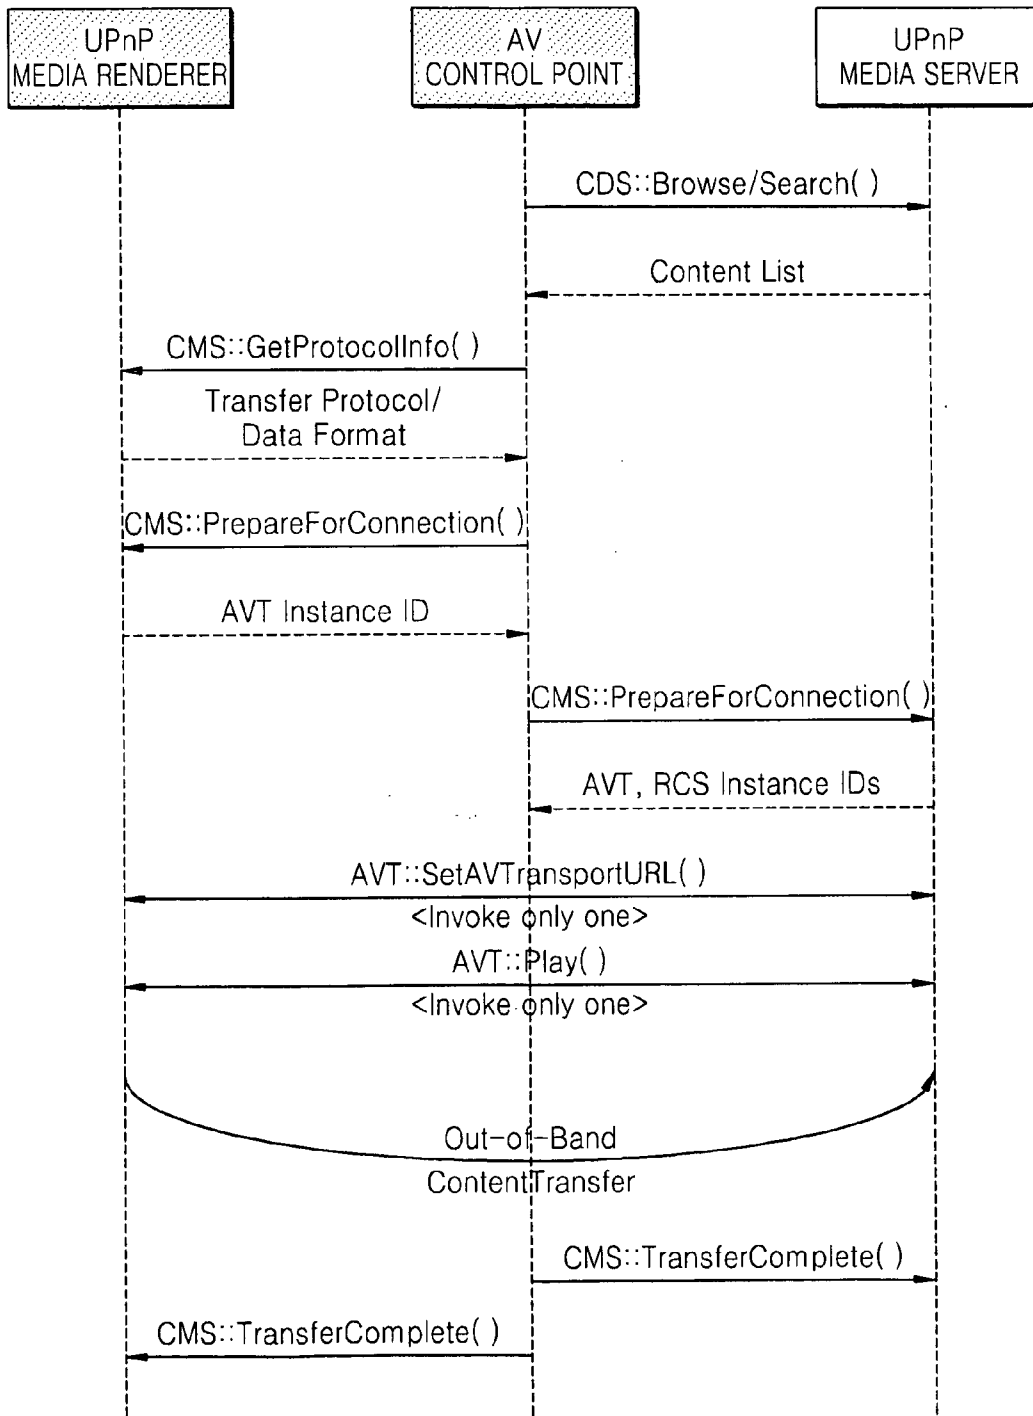 UPnP
MEDIA RENDERER
AV
CONTROL POINT
UPnP
MEDIA SERVER
CDS::Browse/Search( )
Content List
CMS::GetProtocolInfo( )
Transfer Protocol/
Data Format
CMS::PrepareForConnection( )
AVT Instance ID
CMS::PrepareForConnection( )
AVT, RCS Instance IDs
AVT::SetAVTransportURL( )
<Invoke only one>
AVT::Play( )
<Invoke only one>
Out-of-Band
ContentTransfer
CMS::TransferComplete( )
CMS::TransferComplete( )